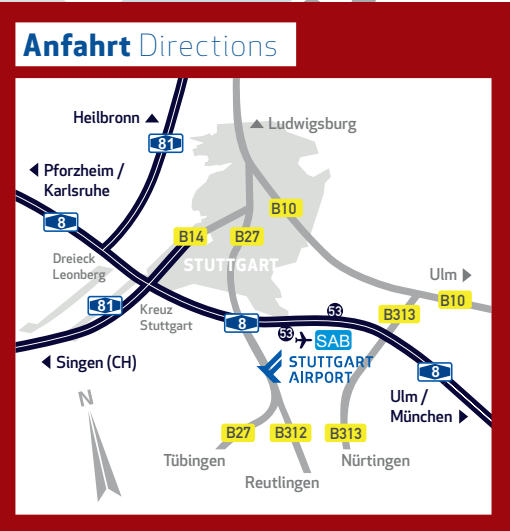 Anfahrt Directions
Heilbronn
Ludwigsburg
81
Pforzheim /
Karlsruhe
8
B10
B14
B27
Dreieck
Leonberg
STUTTGART
Ulm
81
Kreuz
Stuttgart
B10
53
B313
8
53
SAB
STUTTGART
AIRPORT
Singen (CH)
8
Ulm /
München
N
B27
B312
B313
Tübingen
Nürtingen
Reutlingen